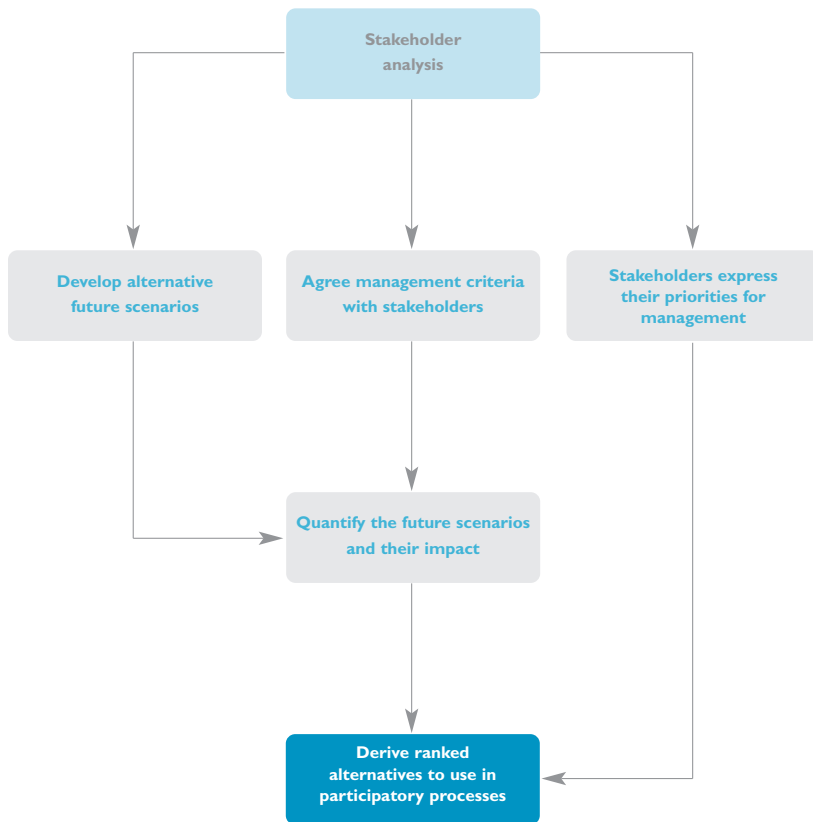 Stakeholder
analysis
Develop alternative
future scenarios
Agree management criteria
with stakeholders
Stakeholders express
their priorities for
management
Quantify the future scenarios
and their impact
Derive ranked
alternatives to use in
participatory processes